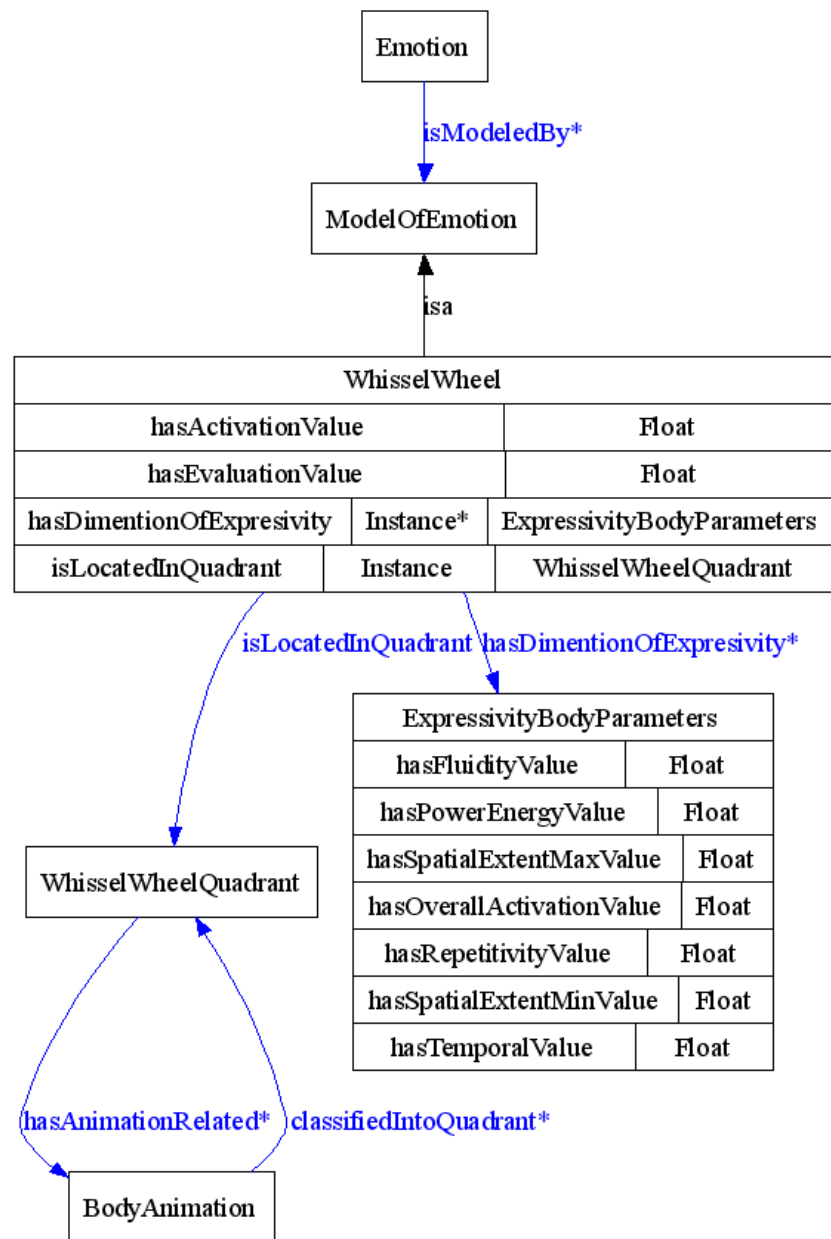 Emotion
isModeledBy*
ModelOfEmotion
isa
WhisselWheel
hasActivationValue Float
hasEvaluationValue Float
hasDimentionOfExpresivity Instance* ExpressivityBodyParameters
isLocatedInQuadrant Instance WhisselWheelQuadrant
isLocatedInQuadrant hasDimentionOfExpresivity*
ExpressivityBodyParameters
hasFluidityValue Float
hasPowerEnergyValue Float
hasSpatialExtentMaxValue Float
hasOverallActivationValue Float
hasRepetitivityValue Float
hasSpatialExtentMinValue Float
hasTemporalValue Float
WhisselWheelQuadrant
hasAnimationRelated* classifiedIntoQuadrant*
BodyAnimation